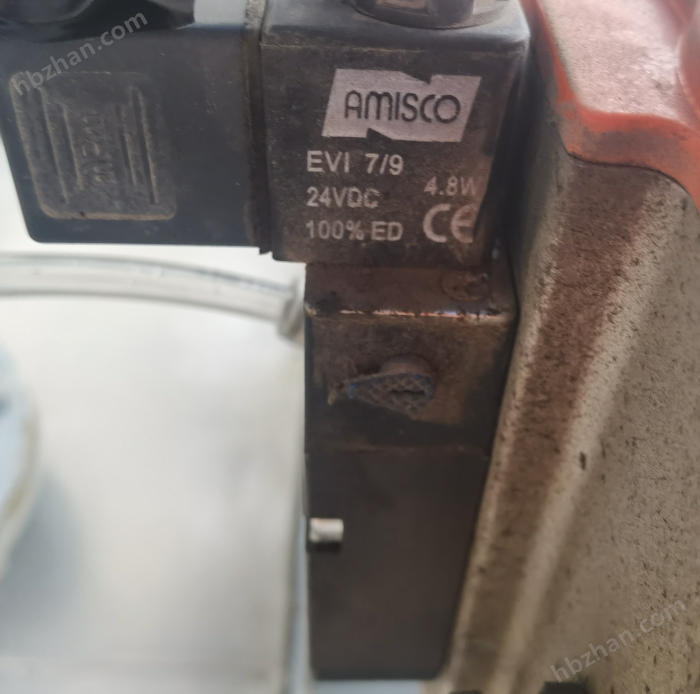 hbzhan.com
AMISCO
EVI 7/9
24VDC 4.8W
100% ED CE
hbzhan.com